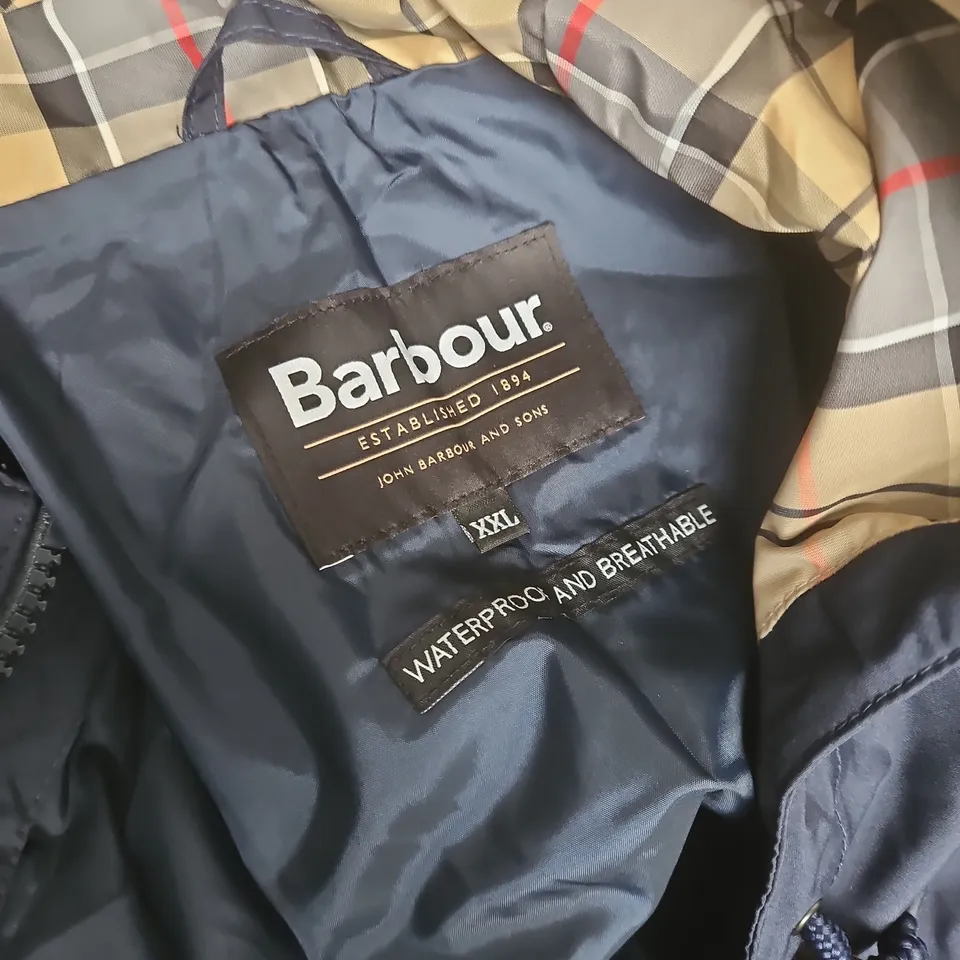 Barbour®
ESTABLISHED 1894
JOHN BARBOUR AND SONS
XXL
WATERPROOF AND BREATHABLE